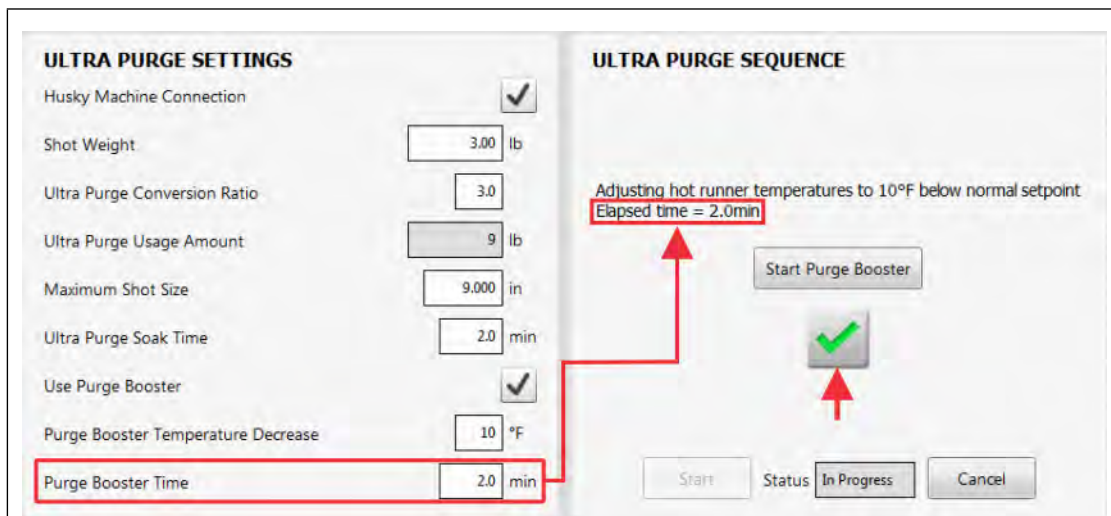 ULTRA PURGE SETTINGS
Husky Machine Connection
Shot Weight 3.00 lb
Ultra Purge Conversion Ratio 3.0
Ultra Purge Usage Amount 9 lb
Maximum Shot Size 9.000 in
Ultra Purge Soak Time 2.0 min
Use Purge Booster
Purge Booster Temperature Decrease 10 °F
Purge Booster Time 2.0 min
ULTRA PURGE SEQUENCE
Adjusting hot runner temperatures to 10°F below normal setpoint
Elapsed time = 2.0min
Start Purge Booster
Start Status In Progress Cancel